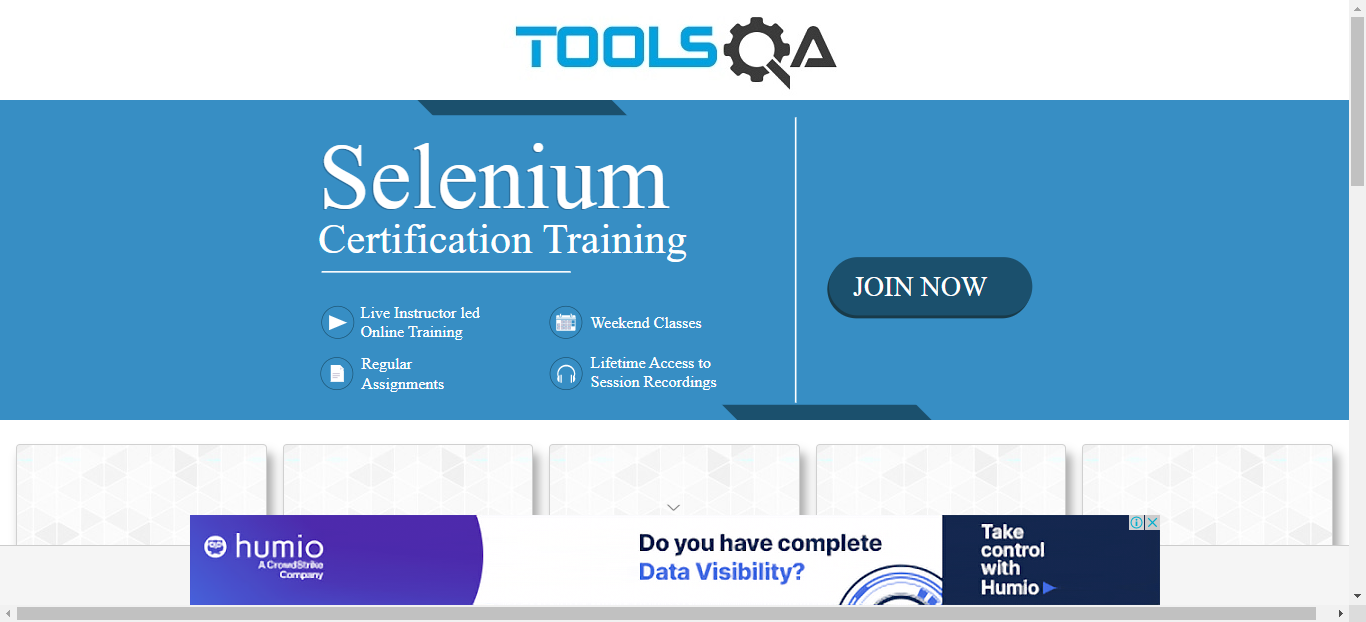 TOOLSQA
Selenium
Certification Training
Live Instructor led
Online Training
Weekend Classes
Regular
Assignments
Lifetime Access to
Session Recordings
JOIN NOW
humio
A CrowdStrike
Company
Do you have complete
Data Visibility?
Take
control
with
Humio